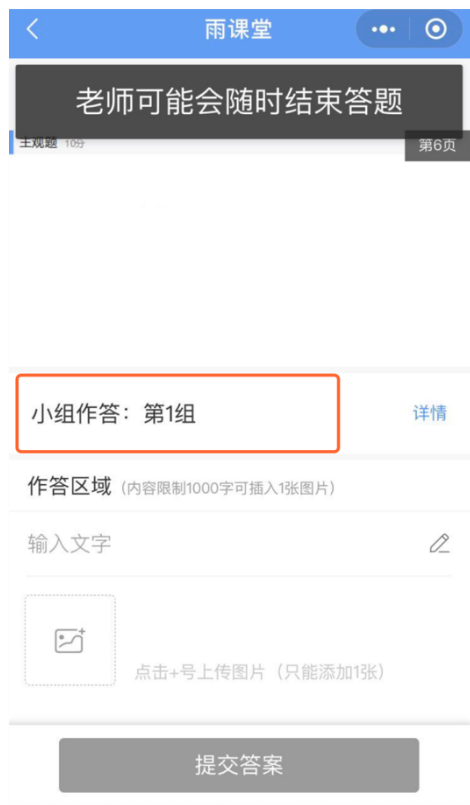 雨课堂
老师可能会随时结束答题
主观题 10分
第6页
小组作答：第1组
详情
作答区域（内容限制1000字可插入1张图片）
输入文字
点击+号上传图片（只能添加1张）
提交答案